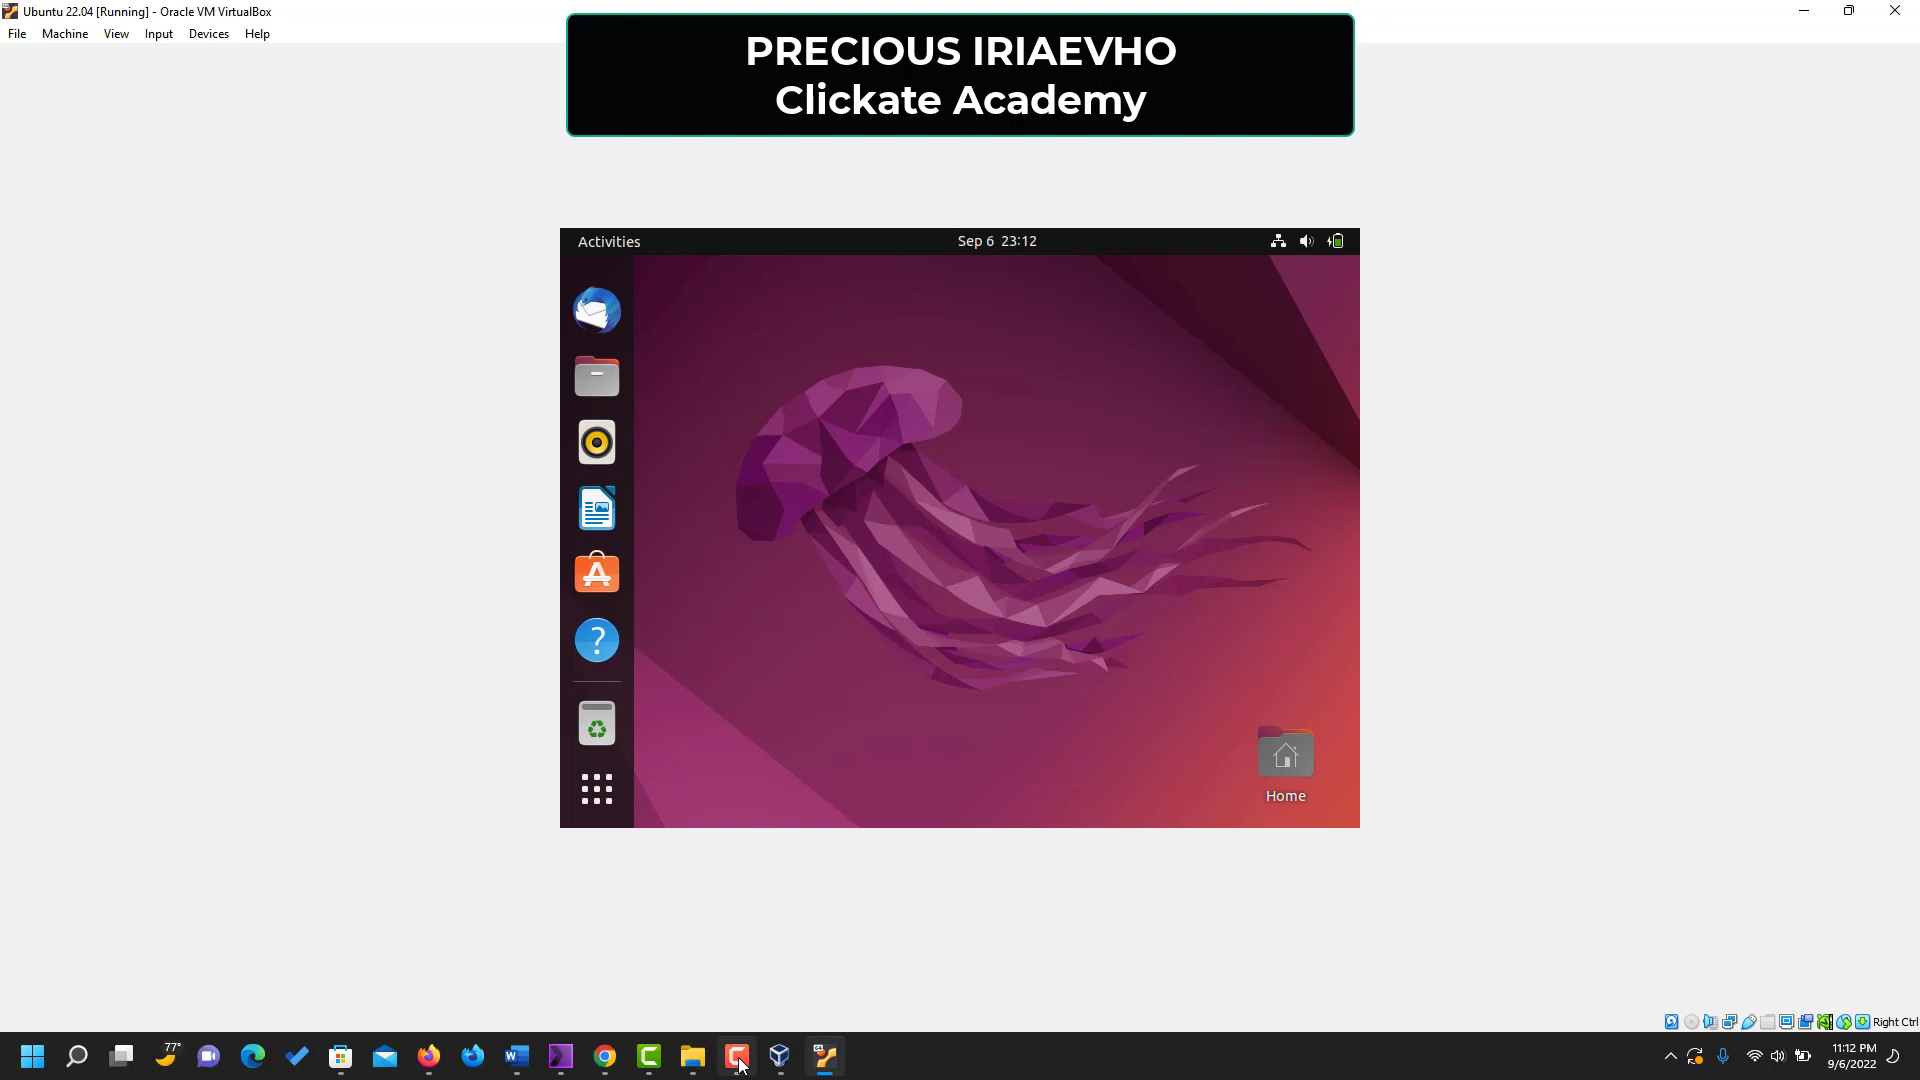 Ubuntu 22.04 [Running] - Oracle VM VirtualBox
File Machine View Input Devices Help
PRECIOUS IRIAEVHO
Clickate Academy
Activities
Sep 6 23:12
Home
Right Ctrl
77°
11:12 PM
9/6/2022